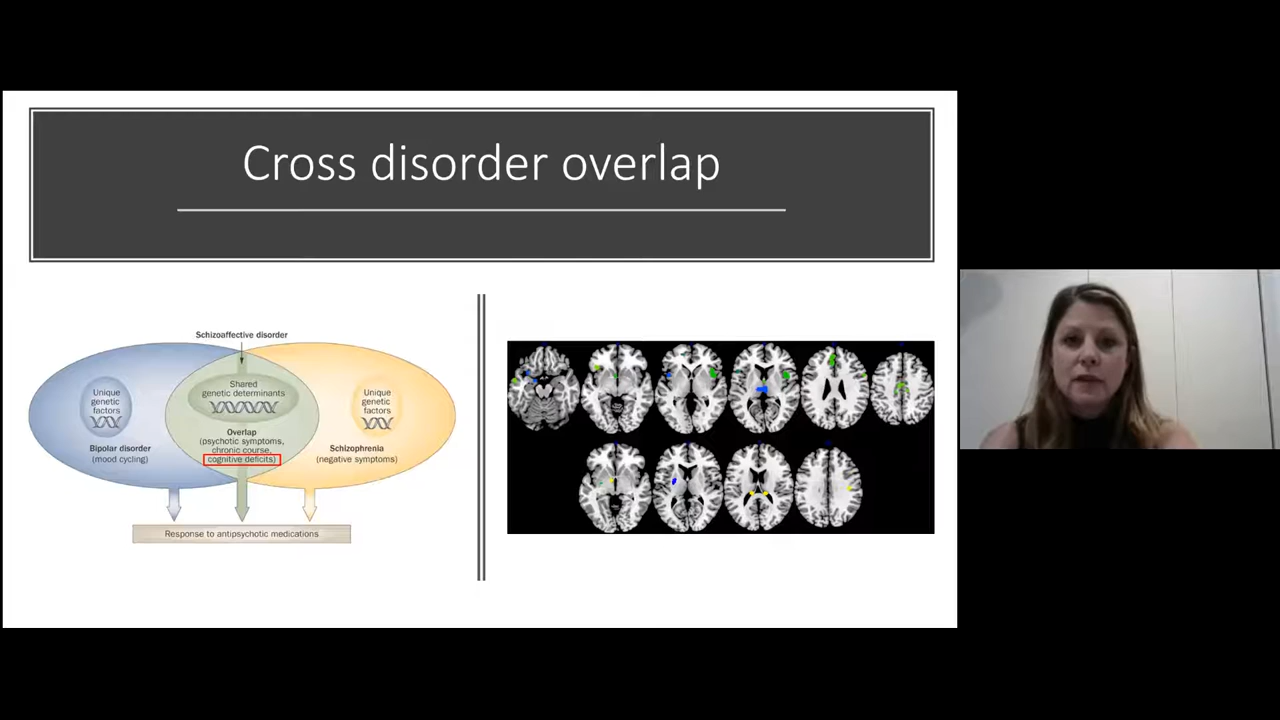 Cross disorder overlap
Schizoaffective disorder
Unique
genetic
factors
Bipolar disorder
(mood cycling)
Shared
genetic determinants
Overlap
(psychotic symptoms,
chronic course,
cognitive deficits)
Unique
genetic
factors
Schizophrenia
(negative symptoms)
Response to antipsychotic medications